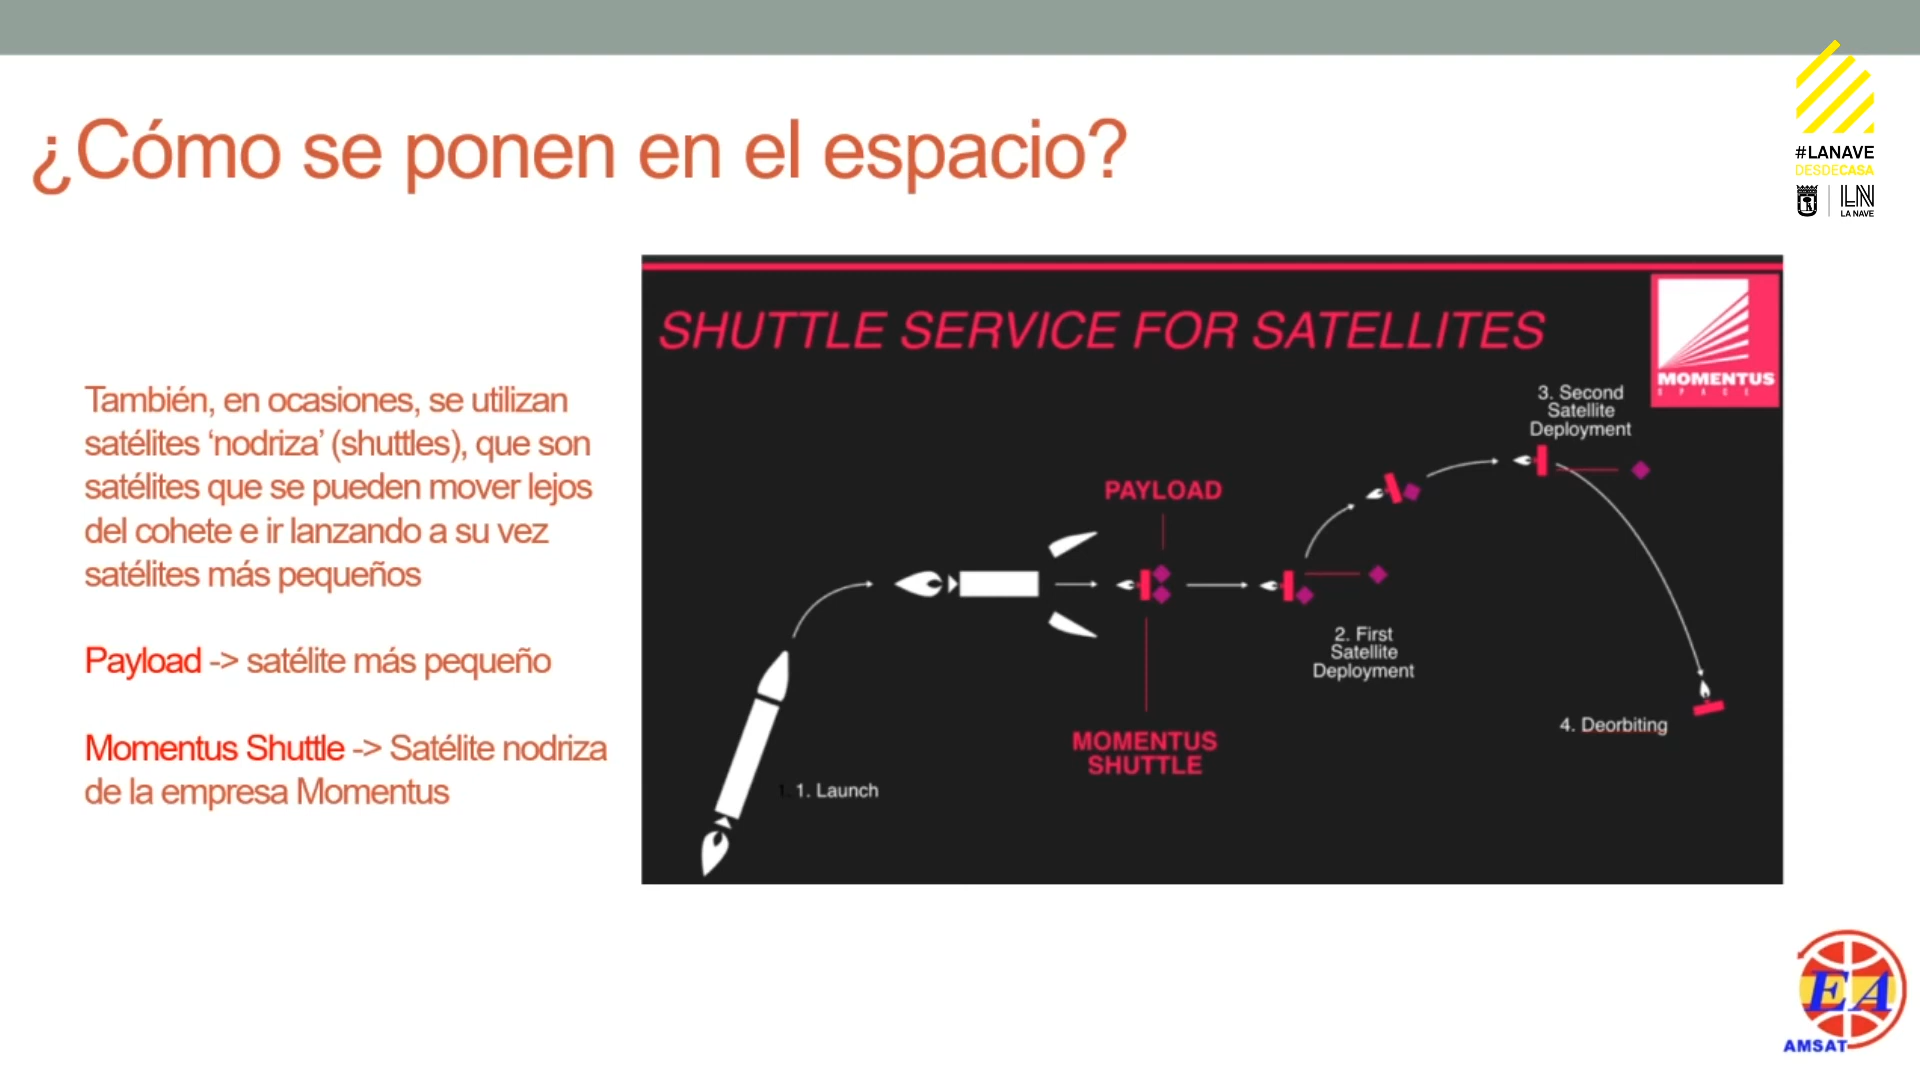 ¿Cómo se ponen en el espacio?
#LANAVE
DESDECASA
LN
LA NAVE
También, en ocasiones, se utilizan
satélites ‘nodriza’ (shuttles), que son
satélites que se pueden mover lejos
del cohete e ir lanzando a su vez
satélites más pequeños
Payload -> satélite más pequeño
Momentus Shuttle -> Satélite nodriza
de la empresa Momentus
SHUTTLE SERVICE FOR SATELLITES
MOMENTUS
SPACE
3. Second
Satellite
Deployment
PAYLOAD
2. First
Satellite
Deployment
MOMENTUS
SHUTTLE
4. Deorbiting
1. 1. Launch
EA
AMSAT